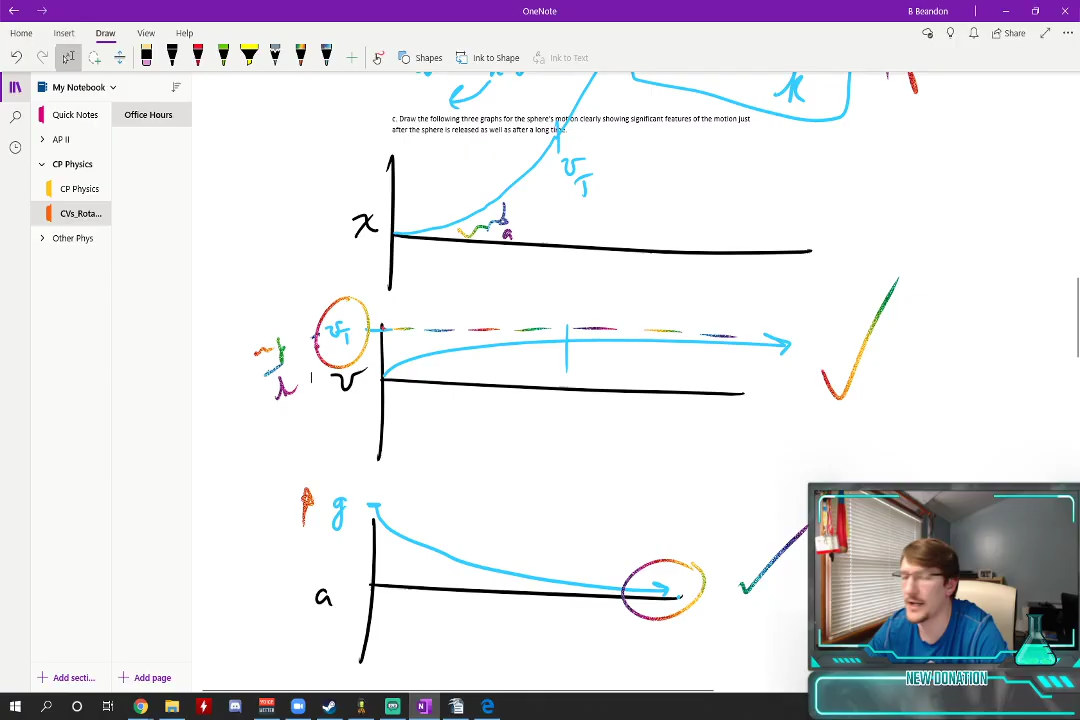 OneNote
B Beandon
Home
Insert
Draw
View
Help
Share
Shapes
Ink to Shape
Ink to Text
My Notebook
Quick Notes
AP II
CP Physics
CP Physics
CVs_Rota...
Other Phys
Add secti...
Office Hours
Add page
k
c. Draw the following three graphs for the sphere's motion clearly showing significant features of the motion just
after the sphere is released as well as after a long time.
v_T
x
a
v_T
v
g
a
NEW DONATION